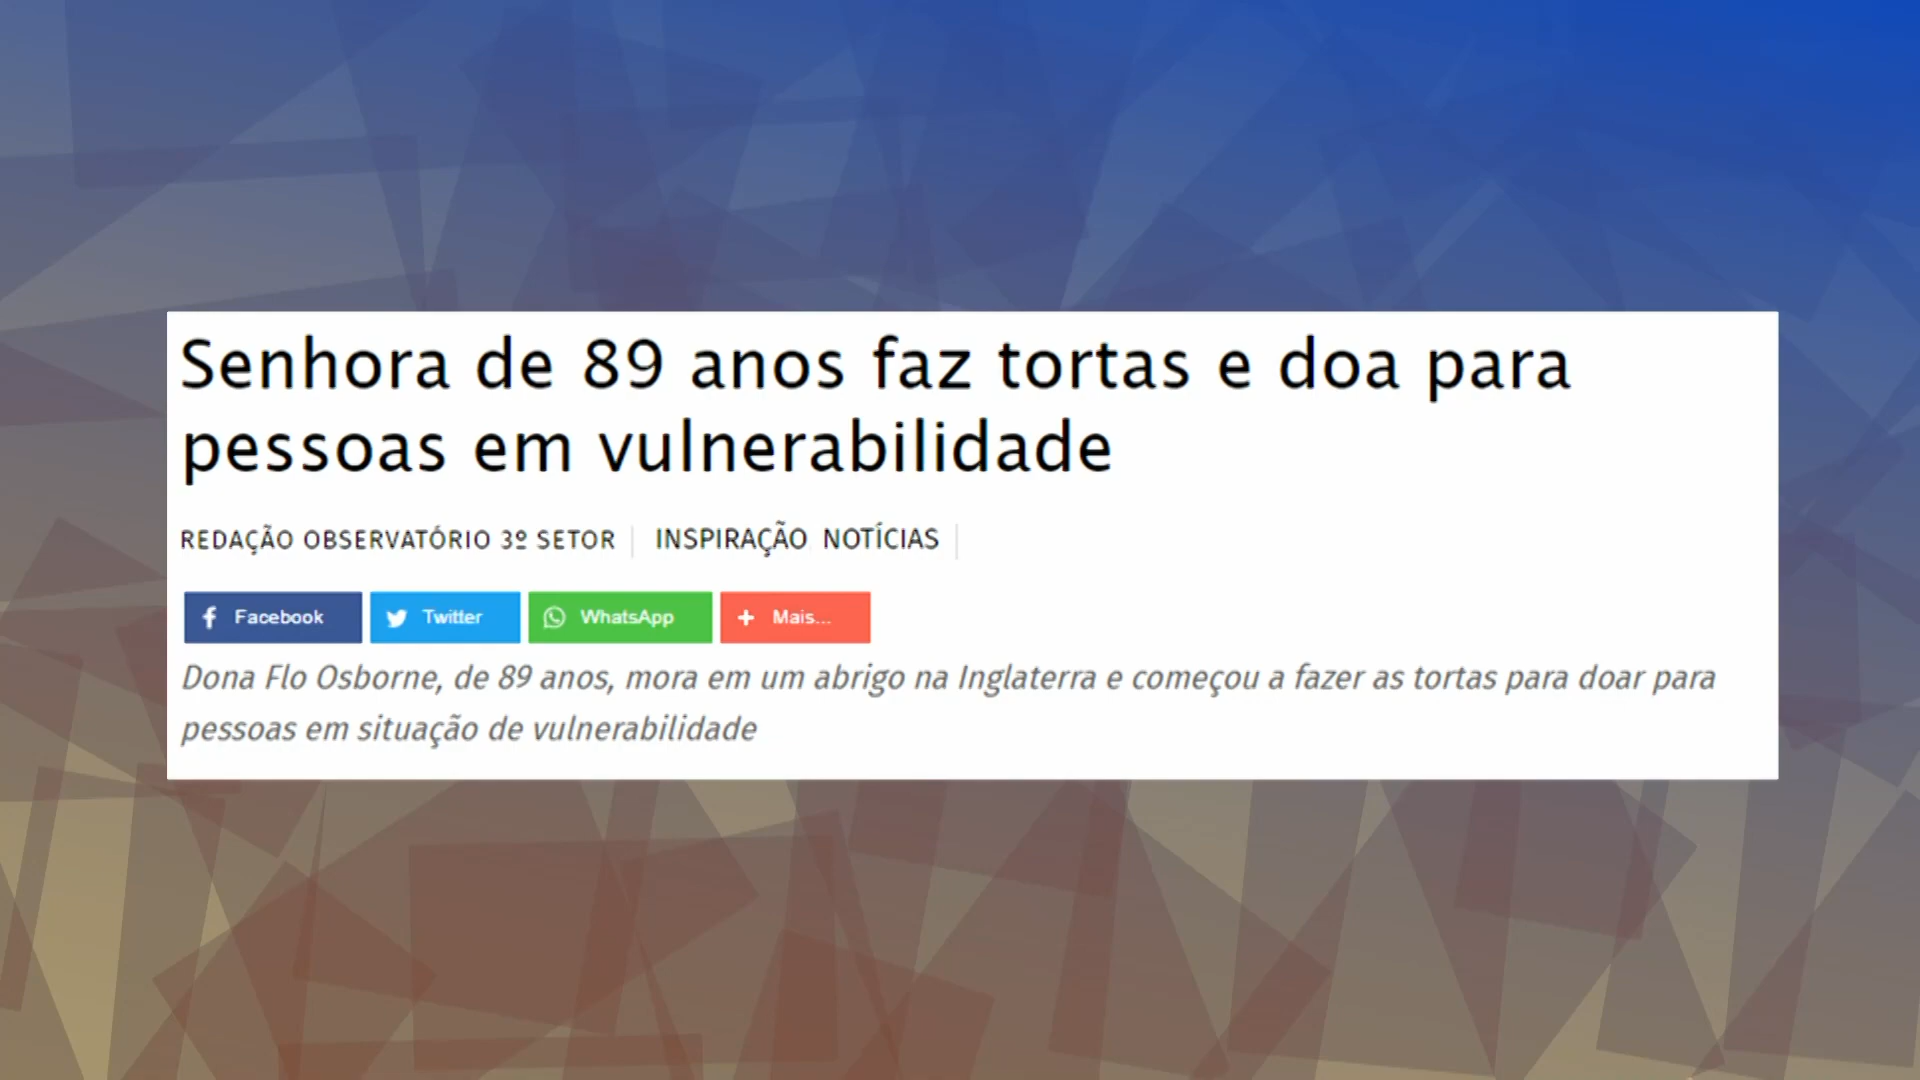 Senhora de 89 anos faz tortas e doa para
pessoas em vulnerabilidade
REDAÇÃO OBSERVATÓRIO 3º SETOR INSPIRAÇÃO NOTÍCIAS
Facebook Twitter WhatsApp Mais...
Dona Flo Osborne, de 89 anos, mora em um abrigo na Inglaterra e começou a fazer as tortas para doar para
pessoas em situação de vulnerabilidade